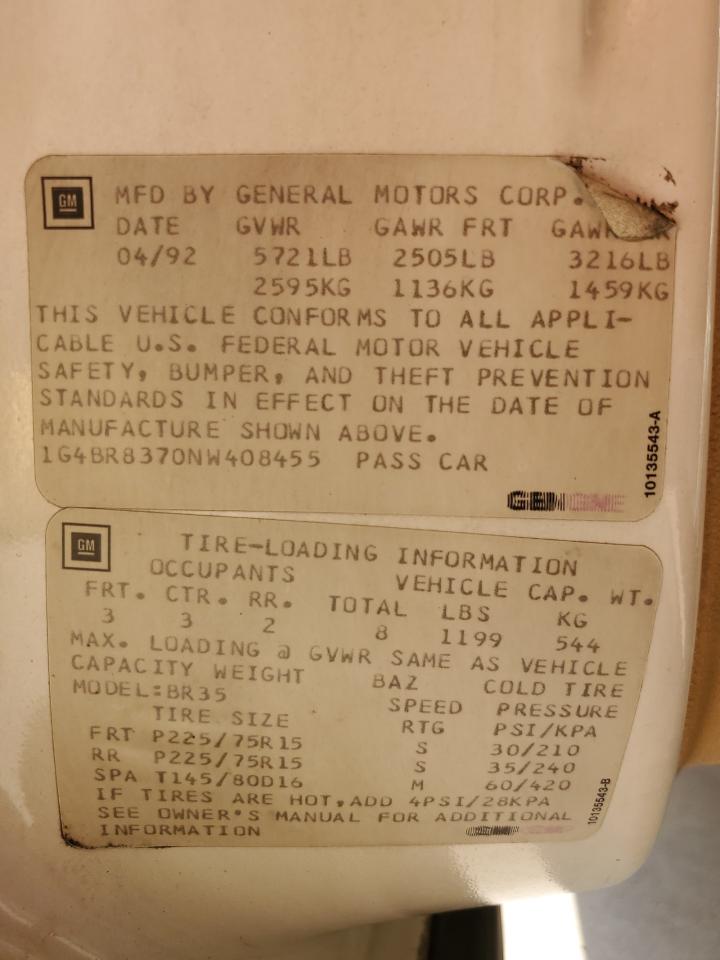 GM
MFD BY GENERAL MOTORS CORP.
DATE GVWR GAWR FRT
04/92 5721LB 2505LB 3216LB
2595KG 1136KG 1459KG
THIS VEHICLE CONFORMS TO ALL APPLI-
CABLE U.S. FEDERAL MOTOR VEHICLE
SAFETY, BUMPER, AND THEFT PREVENTION
STANDARDS IN EFFECT ON THE DATE OF
MANUFACTURE SHOWN ABOVE.
1G4BR8370NW408455 PASS CAR
10135543-A
GENUINE
GM
TIRE-LOADING INFORMATION
OCCUPANTS VEHICLE CAP. WT.
FRT. CTR. RR. TOTAL LBS KG
3 3 2 8 1199 544
MAX. LOADING @ GVWR SAME AS VEHICLE
CAPACITY WEIGHT BAZ COLD TIRE
MODEL:BR35 SPEED PRESSURE
TIRE SIZE RTG PSI/KPA
FRT P225/75R15 S 30/210
RR P225/75R15 S 35/240
SPA T145/80D16 M 60/420
IF TIRES ARE HOT,ADD 4PSI/28KPA
SEE OWNER'S MANUAL FOR ADDITIONAL
INFORMATION
10135543-B